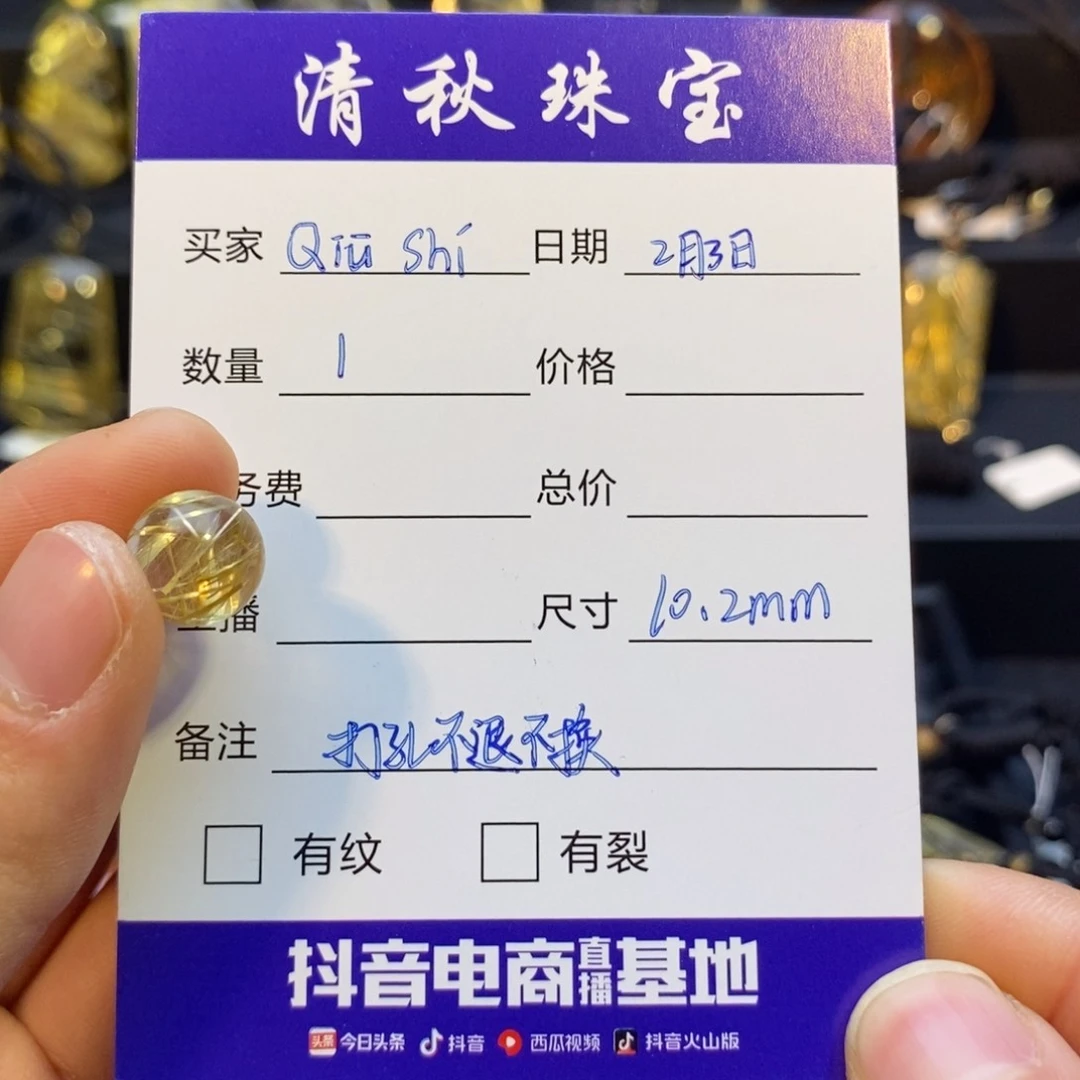 清秋珠宝
买家 Qiū Shí 日期 2月3日
数量 1 价格
务费 总价
播 尺寸 10.2mm
备注 打孔不退不换
有纹 有裂
抖音电商直播基地
头条 今日头条 抖音 西瓜视频 抖音火山版